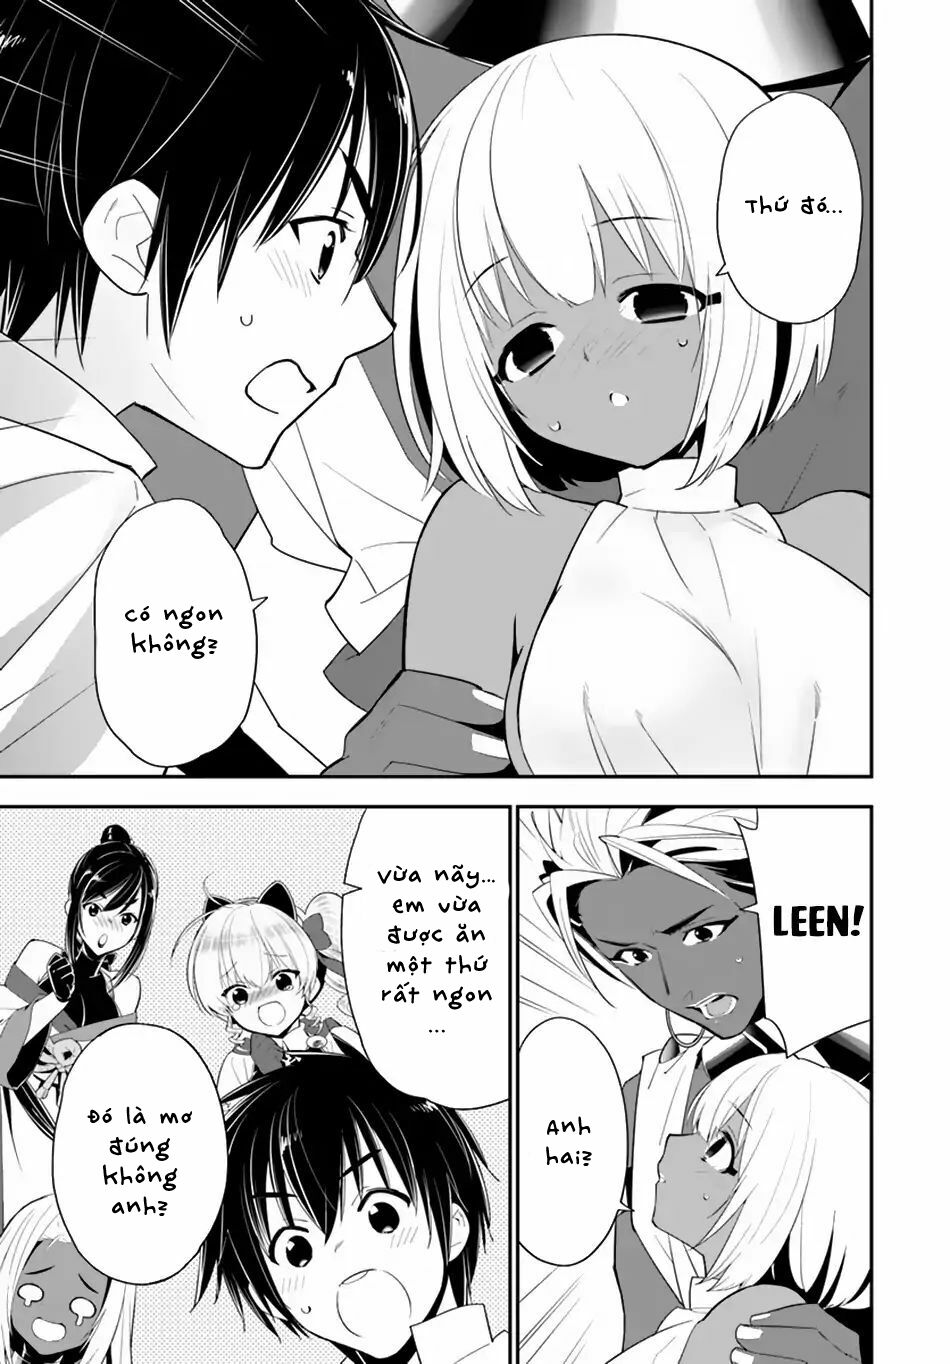 Thứ đó...
Có ngon
không?
LEEN!
Anh
hai?
Vừa nãy...
em vừa
được ăn
một thứ
rất ngon
...
Đó là mơ
đúng
không
anh?